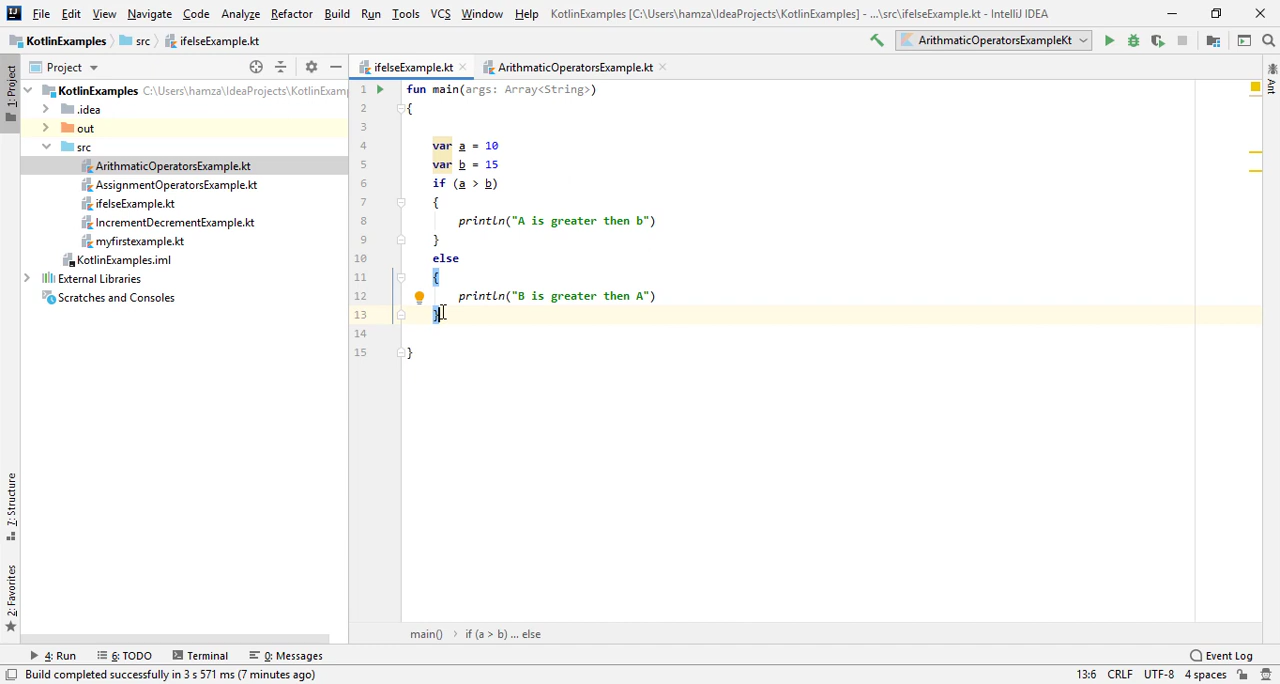 File Edit View Navigate Code Analyze Refactor Build Run Tools VCS Window Help KotlinExamples [C:\Users\hamza\IdeaProjects\KotlinExamples] - ...\src\ifelseExample.kt - IntelliJ IDEA
KotlinExamples src ifelseExample.kt ArithmaticOperatorsExampleKt
1: Project
Project
ifelseExample.kt ArithmaticOperatorsExample.kt
Ant
KotlinExamples C:\Users\hamza\IdeaProjects\KotlinExam
.idea
out
src
ArithmaticOperatorsExample.kt
AssignmentOperatorsExample.kt
ifelseExample.kt
IncrementDecrementExample.kt
myfirstexample.kt
KotlinExamples.iml
External Libraries
Scratches and Consoles
1 fun main(args: Array<String>)
2 {
3
4 var a = 10
5 var b = 15
6 if (a > b)
7 {
8 println("A is greater then b")
9 }
10 else
11 {
12 println("B is greater then A")
13 }
14
15 }
Z: Structure
2: Favorites
main() › if (a > b) ... else
4: Run 6: TODO Terminal 0: Messages Event Log
Build completed successfully in 3 s 571 ms (7 minutes ago) 13:6 CRLF UTF-8 4 spaces